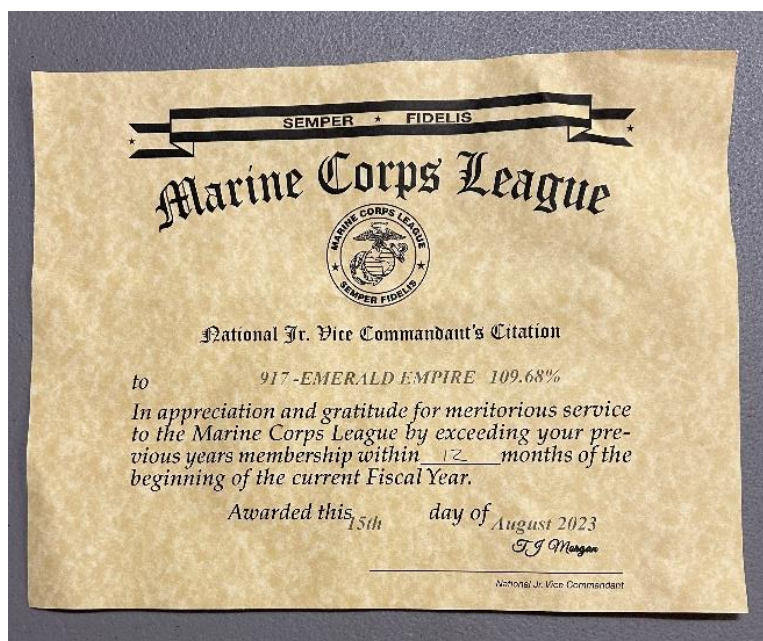 SEMPER ★ FIDELIS
Marine Corps League
MARINE CORPS LEAGUE
SEMPER FIDELIS
National Jr. Vice Commandant's Citation
to 917 -EMERALD EMPIRE 109.68%
In appreciation and gratitude for meritorious service
to the Marine Corps League by exceeding your pre-
vious years membership within 12 months of the
beginning of the current Fiscal Year.
Awarded this 15th day of August 2023
T J Morgan
National Jr. Vice Commandant